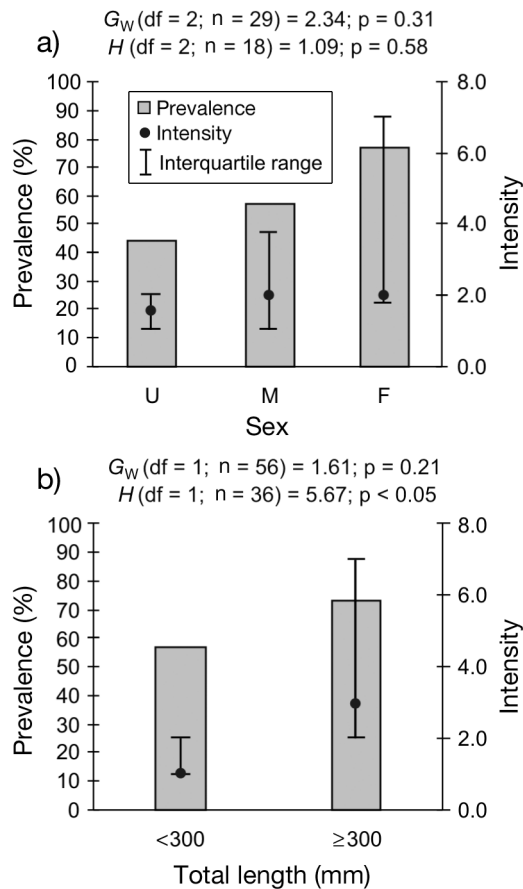 G_W (df = 2; n = 29) = 2.34; p = 0.31
a)
H (df = 2; n = 18) = 1.09; p = 0.58
100
90
80
70
60
50
40
30
20
10
0
Prevalence (%)
Prevalence
Intensity
Interquartile range
8.0
6.0
4.0
2.0
0.0
Intensity
U M F
Sex
G_W (df = 1; n = 56) = 1.61; p = 0.21
b)
H (df = 1; n = 36) = 5.67; p < 0.05
100
90
80
70
60
50
40
30
20
10
0
Prevalence (%)
8.0
6.0
4.0
2.0
0.0
Intensity
<300 ≥300
Total length (mm)